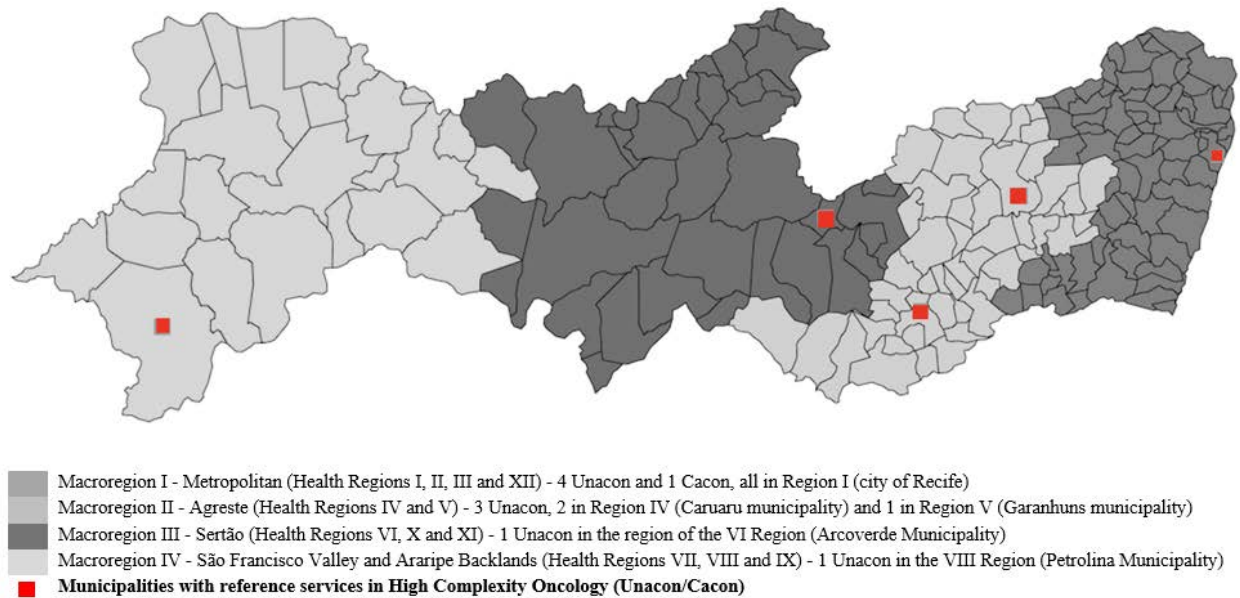 Macroregion I - Metropolitan (Health Regions I, II, III and XII) - 4 Unacon and 1 Cacon, all in Region I (city of Recife)
Macroregion II - Agreste (Health Regions IV and V) - 3 Unacon, 2 in Region IV (Caruaru municipality) and 1 in Region V (Garanhuns municipality)
Macroregion III - Sertão (Health Regions VI, X and XI) - 1 Unacon in the region of the VI Region (Arcoverde Municipality)
Macroregion IV - São Francisco Valley and Araripe Backlands (Health Regions VII, VIII and IX) - 1 Unacon in the VIII Region (Petrolina Municipality)
Municipalities with reference services in High Complexity Oncology (Unacon/Cacon)